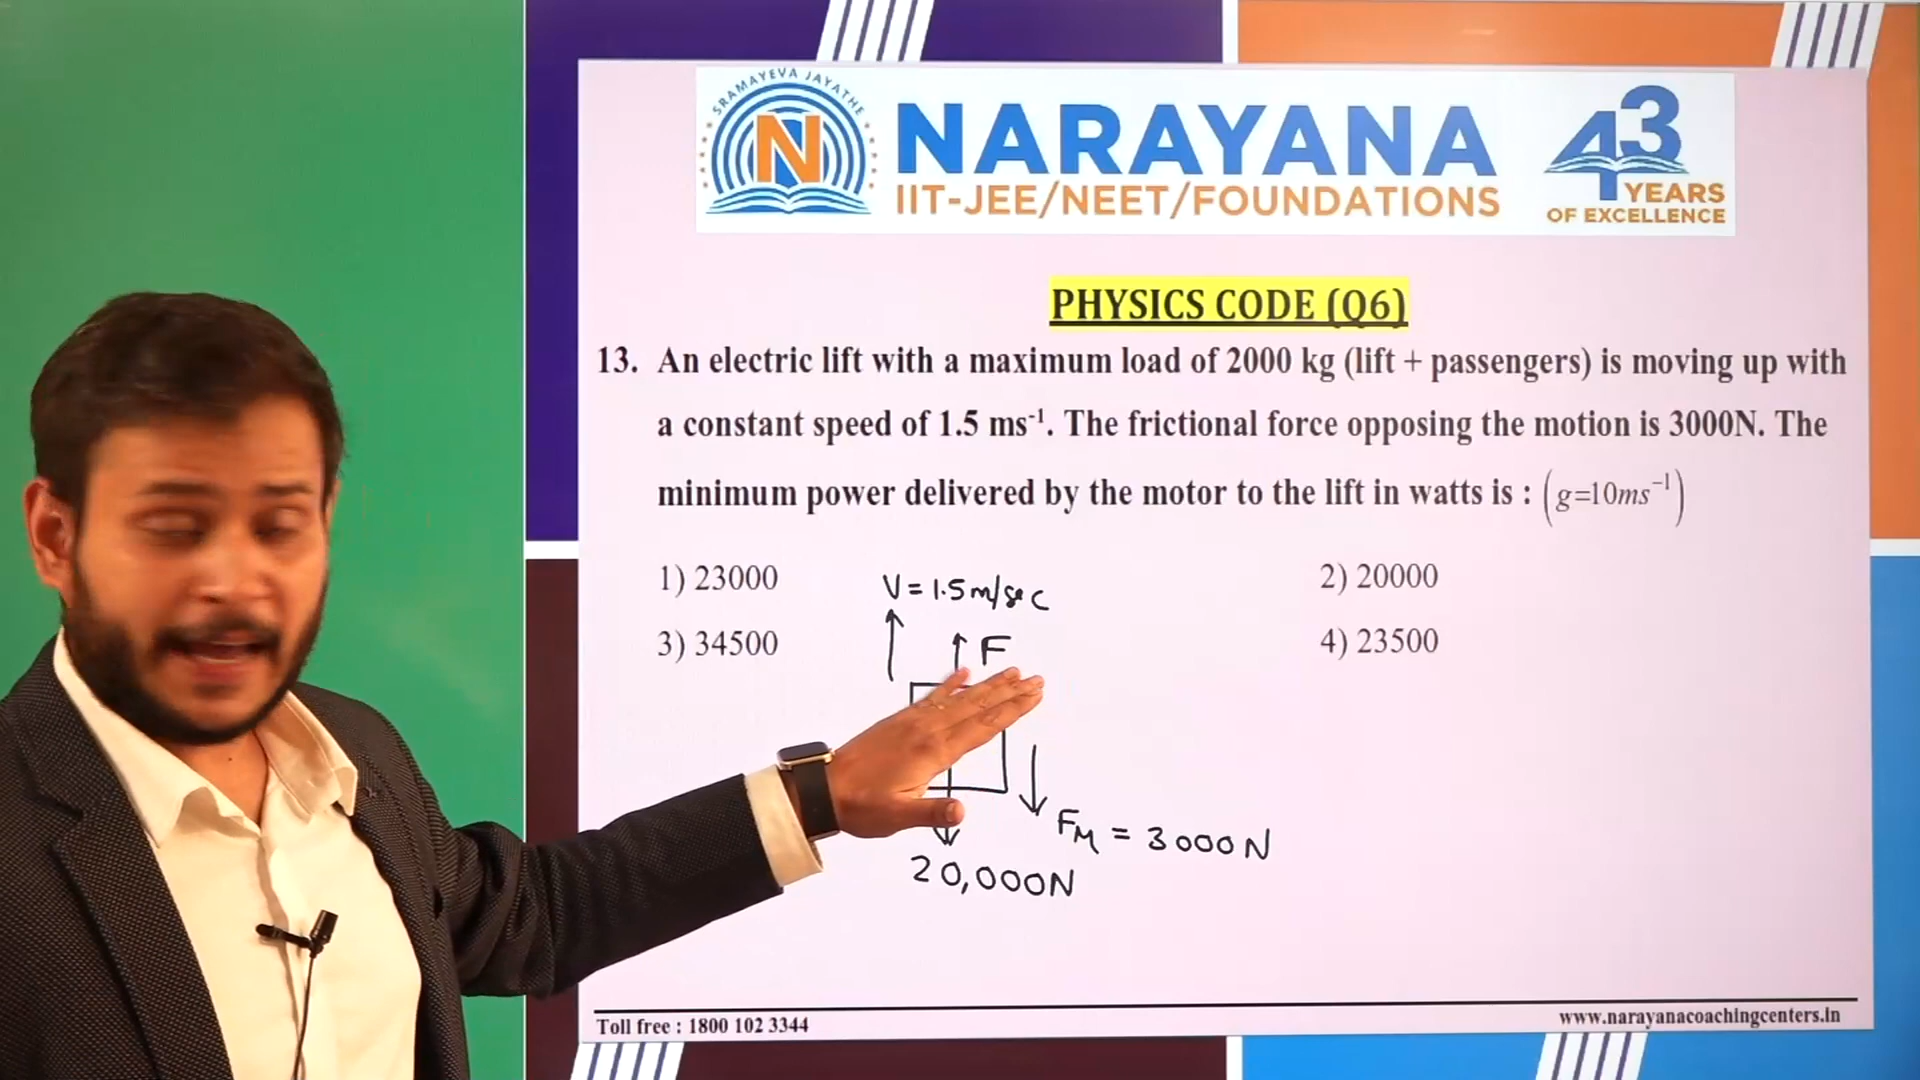 SRAMAYEVA JAYATHE
N
NARAYANA
IIT-JEE/NEET/FOUNDATIONS
43
YEARS
OF EXCELLENCE
PHYSICS CODE (Q6)
13. An electric lift with a maximum load of 2000 kg (lift + passengers) is moving up with
a constant speed of 1.5 ms⁻¹. The frictional force opposing the motion is 3000N. The
minimum power delivered by the motor to the lift in watts is : (g=10ms⁻¹)
1) 23000
2) 20000
3) 34500
4) 23500
V = 1.5 m/sec
F
FM = 3000N
20,000N
Toll free : 1800 102 3344
www.narayanacoachingcenters.in